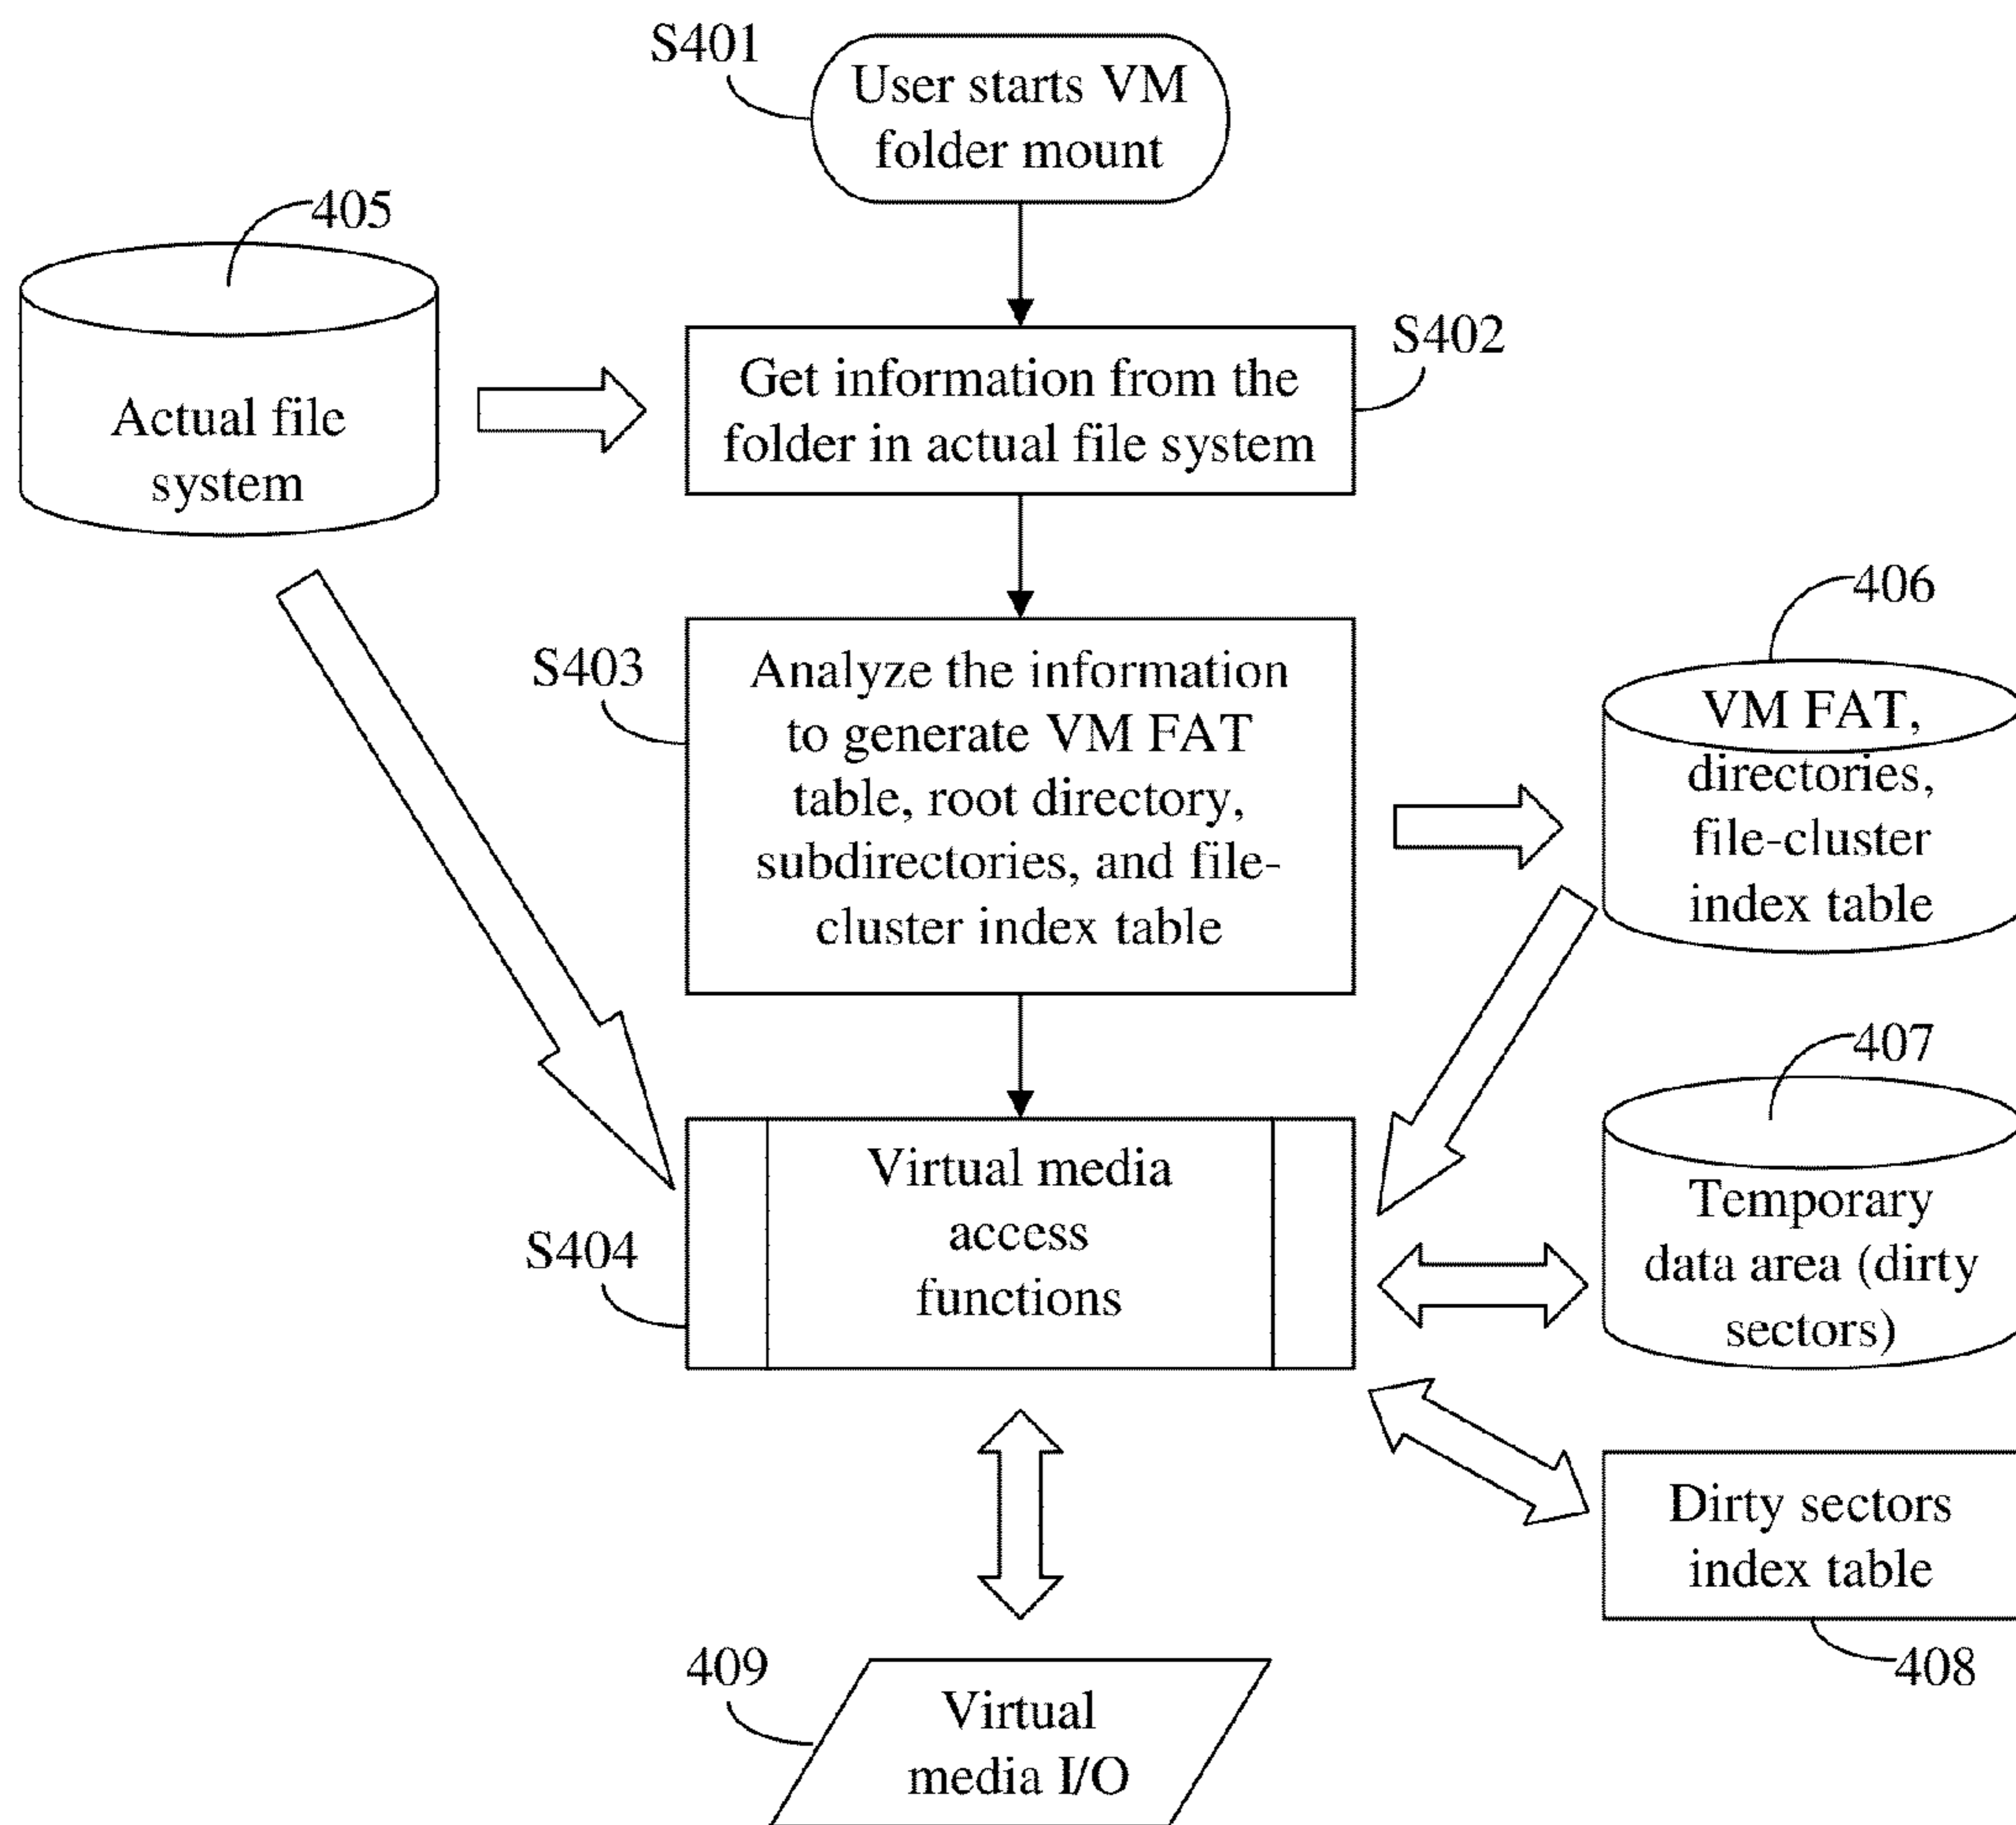 S401
User starts VM
folder mount
405
Actual file
system
S402
Get information from the
folder in actual file system
S403
Analyze the information
to generate VM FAT
table, root directory,
subdirectories, and file-
cluster index table
406
VM FAT,
directories,
file-cluster
index table
407
Temporary
data area (dirty
sectors)
S404
Virtual media
access
functions
Dirty sectors
index table
408
409
Virtual
media I/O